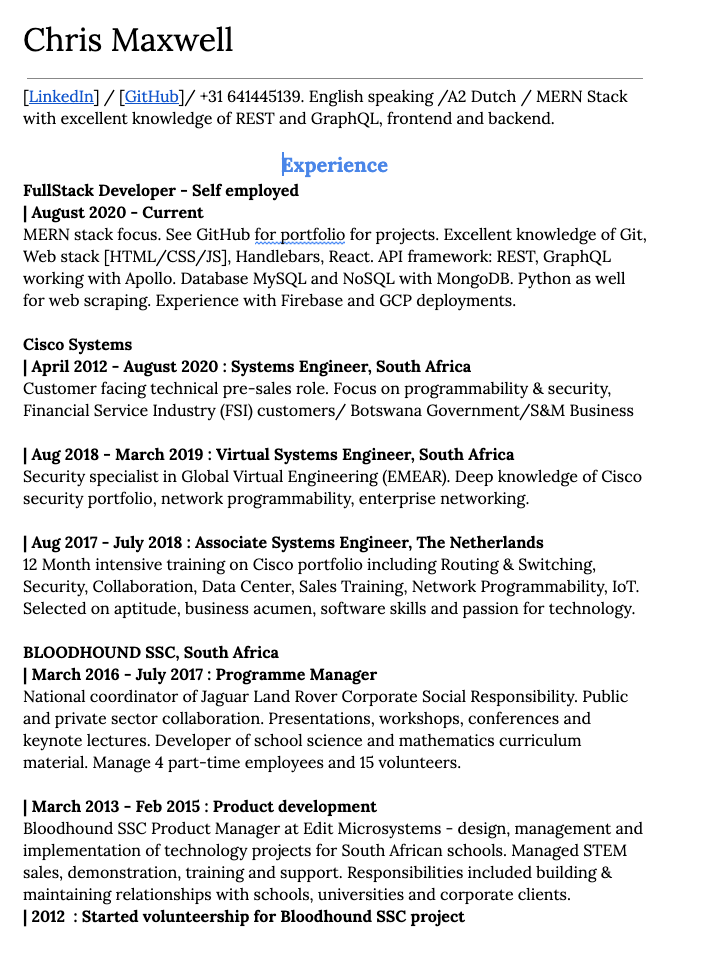 Chris Maxwell
[LinkedIn] / [GitHub]/ +31 641445139. English speaking /A2 Dutch / MERN Stack
with excellent knowledge of REST and GraphQL, frontend and backend.
Experience
FullStack Developer - Self employed
| August 2020 - Current
MERN stack focus. See GitHub for portfolio for projects. Excellent knowledge of Git,
Web stack [HTML/CSS/JS], Handlebars, React. API framework: REST, GraphQL
working with Apollo. Database MySQL and NoSQL with MongoDB. Python as well
for web scraping. Experience with Firebase and GCP deployments.
Cisco Systems
| April 2012 - August 2020 : Systems Engineer, South Africa
Customer facing technical pre-sales role. Focus on programmability & security,
Financial Service Industry (FSI) customers/ Botswana Government/S&M Business
| Aug 2018 - March 2019 : Virtual Systems Engineer, South Africa
Security specialist in Global Virtual Engineering (EMEAR). Deep knowledge of Cisco
security portfolio, network programmability, enterprise networking.
| Aug 2017 - July 2018 : Associate Systems Engineer, The Netherlands
12 Month intensive training on Cisco portfolio including Routing & Switching,
Security, Collaboration, Data Center, Sales Training, Network Programmability, IoT.
Selected on aptitude, business acumen, software skills and passion for technology.
BLOODHOUND SSC, South Africa
| March 2016 - July 2017 : Programme Manager
National coordinator of Jaguar Land Rover Corporate Social Responsibility. Public
and private sector collaboration. Presentations, workshops, conferences and
keynote lectures. Developer of school science and mathematics curriculum
material. Manage 4 part-time employees and 15 volunteers.
| March 2013 - Feb 2015 : Product development
Bloodhound SSC Product Manager at Edit Microsystems - design, management and
implementation of technology projects for South African schools. Managed STEM
sales, demonstration, training and support. Responsibilities included building &
maintaining relationships with schools, universities and corporate clients.
| 2012  : Started volunteership for Bloodhound SSC project